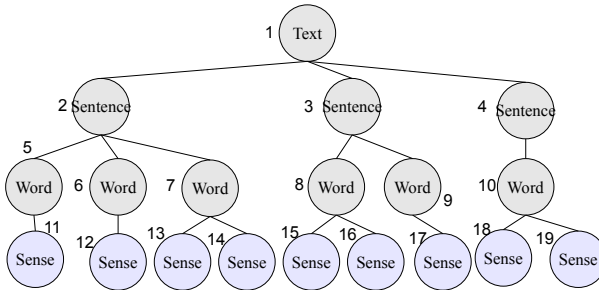 1 Text
2 Sentence 3 Sentence 4 Sentence
5 Word 6 Word 7 Word 8 Word Word 9 10 Word
11 12 13 14 15 16 17 18 19
Sense Sense Sense Sense Sense Sense Sense Sense Sense